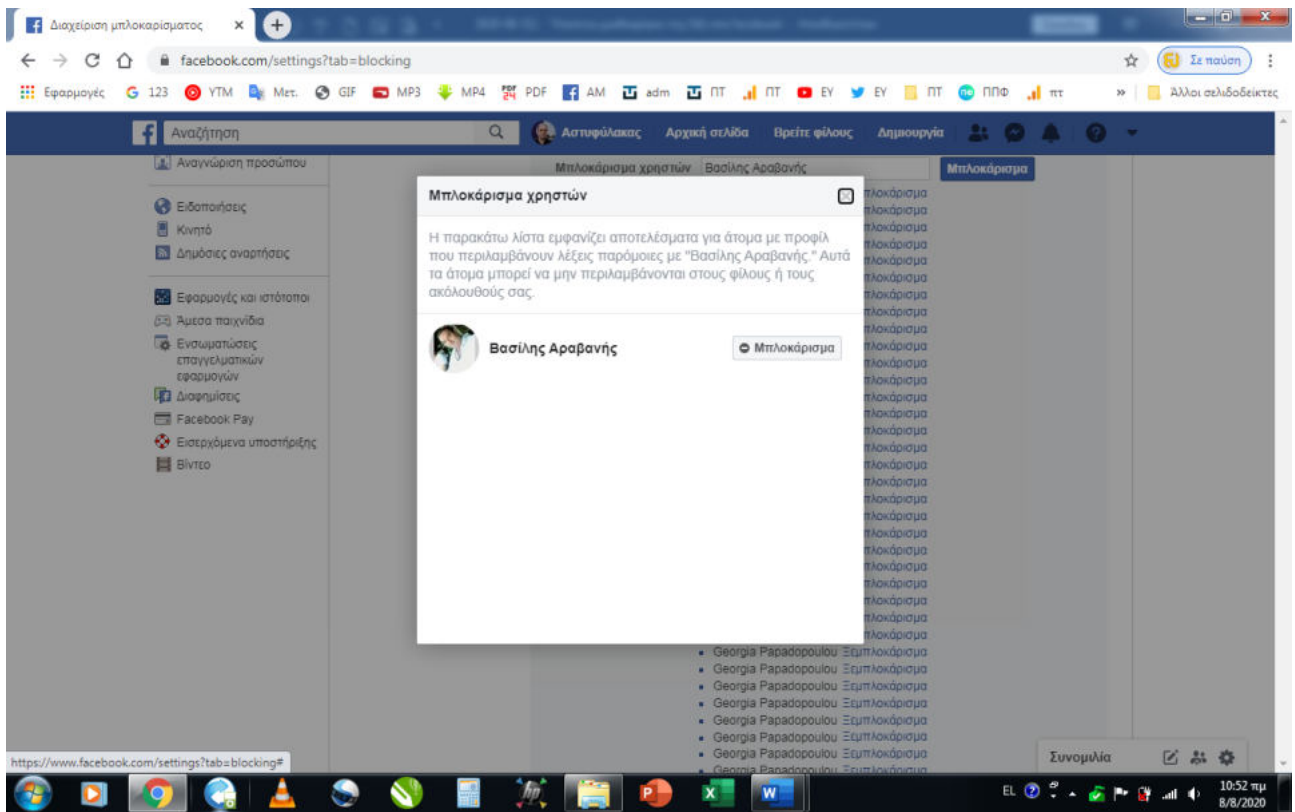 Διαχείριση μπλοκαρίσματος
facebook.com/settings?tab=blocking
Σε παύση
Εφαρμογές 123 YTM Μετ. GIF MP3 MP4 PDF AM adm ΠΤ ΠΤ ΕΥ ΕΥ ΠΤ ΠΠΦ πτ » Άλλοι σελιδοδείκτες
Αναζήτηση
Αστυφύλακας Αρχική σελίδα Βρείτε φίλους Δημιουργία
Αναγνώριση προσώπου
Ειδοποιήσεις
Κινητό
Δημόσιες αναρτήσεις
Εφαρμογές και ιστότοποι
Άμεσα παιχνίδια
Ενσωματώσεις
επαγγελματικών
εφαρμογών
Διαφημίσεις
Facebook Pay
Εισερχόμενα υποστήριξης
Βίντεο
Μπλοκάρισμα χρηστών Βασίλης Αραβανής Μπλοκάρισμα
Μπλοκάρισμα χρηστών
Η παρακάτω λίστα εμφανίζει αποτελέσματα για άτομα με προφίλ
που περιλαμβάνουν λέξεις παρόμοιες με "Βασίλης Αραβανής." Αυτά
τα άτομα μπορεί να μην περιλαμβάνονται στους φίλους ή τους
ακόλουθούς σας.
Βασίλης Αραβανής Μπλοκάρισμα
Georgia Papadopoulou Ξεμπλοκάρισμα
Georgia Papadopoulou Ξεμπλοκάρισμα
Georgia Papadopoulou Ξεμπλοκάρισμα
Georgia Papadopoulou Ξεμπλοκάρισμα
Georgia Papadopoulou Ξεμπλοκάρισμα
Georgia Papadopoulou Ξεμπλοκάρισμα
Georgia Papadopoulou Ξεμπλοκάρισμα
Georgia Papadopoulou Ξεμπλοκάρισμα
Συνομιλία
https://www.facebook.com/settings?tab=blocking#
EL
10:52 πμ
8/8/2020